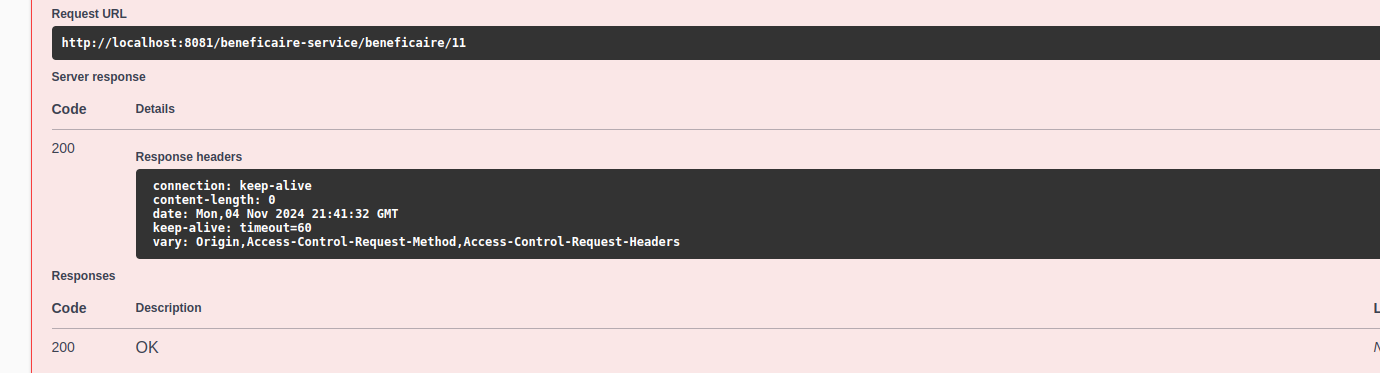 Request URL
http://localhost:8081/beneficaire-service/beneficaire/11
Server response
Code Details
200
Response headers
connection: keep-alive
content-length: 0
date: Mon,04 Nov 2024 21:41:32 GMT
keep-alive: timeout=60
vary: Origin,Access-Control-Request-Method,Access-Control-Request-Headers
Responses
Code Description
200 OK